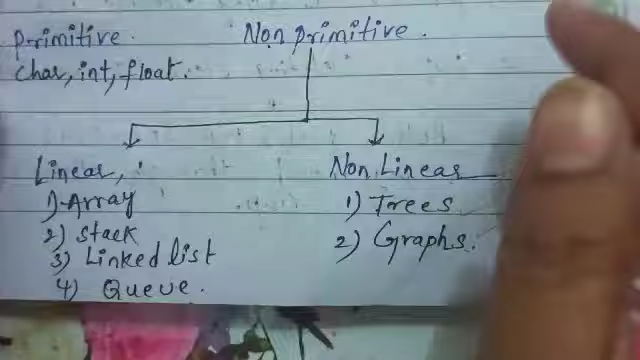 Primitive. Non primitive.
Char, int, float.
Linear,
1) Array
2) Stack
3) Linked list
4) Queue.
Non Linear
1) Trees
2) Graphs.